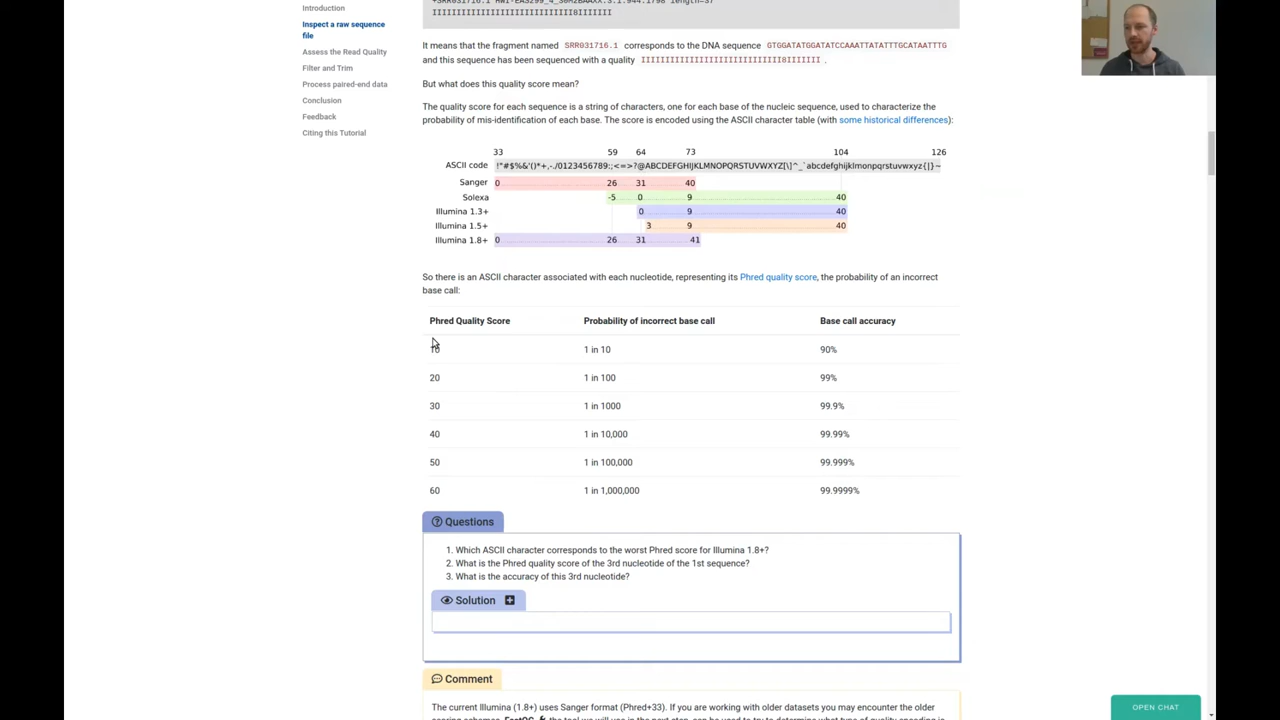 Introduction
Inspect a raw sequence
file
Assess the Read Quality
Filter and Trim
Process paired-end data
Conclusion
Feedback
Citing this Tutorial
IIIIIIIIIIIIIIIIIIIIIIIIIIIII0IIIIIII
It means that the fragment named SRR031716.1 corresponds to the DNA sequence GTGGATATGGATATCCAAATTATATTTGCATAATTTG
and this sequence has been sequenced with a quality IIIIIIIIIIIIIIIIIIIIIIIIIIIII8IIIIIII .
But what does this quality score mean?
The quality score for each sequence is a string of characters, one for each base of the nucleic sequence, used to characterize the
probability of mis-identification of each base. The score is encoded using the ASCII character table (with some historical differences):
33 59 64 73 104 126
ASCII code !"#$%&'()*+,-./0123456789:;<=>?@ABCDEFGHIJKLMNOPQRSTUVWXYZ[\]^_`abcdefghijklmnopqrstuvwxyz{|}~
Sanger 0 26 31 40
Solexa -5 0 9 40
Illumina 1.3+ 0 9 40
Illumina 1.5+ 3 9 40
Illumina 1.8+ 0 26 31 41
So there is an ASCII character associated with each nucleotide, representing its Phred quality score, the probability of an incorrect
base call:
Phred Quality Score Probability of incorrect base call Base call accuracy
10 1 in 10 90%
20 1 in 100 99%
30 1 in 1000 99.9%
40 1 in 10,000 99.99%
50 1 in 100,000 99.999%
60 1 in 1,000,000 99.9999%
Questions
1. Which ASCII character corresponds to the worst Phred score for Illumina 1.8+?
2. What is the Phred quality score of the 3rd nucleotide of the 1st sequence?
3. What is the accuracy of this 3rd nucleotide?
Solution
Comment
The current Illumina (1.8+) uses Sanger format (Phred+33). If you are working with older datasets you may encounter the older
OPEN CHAT